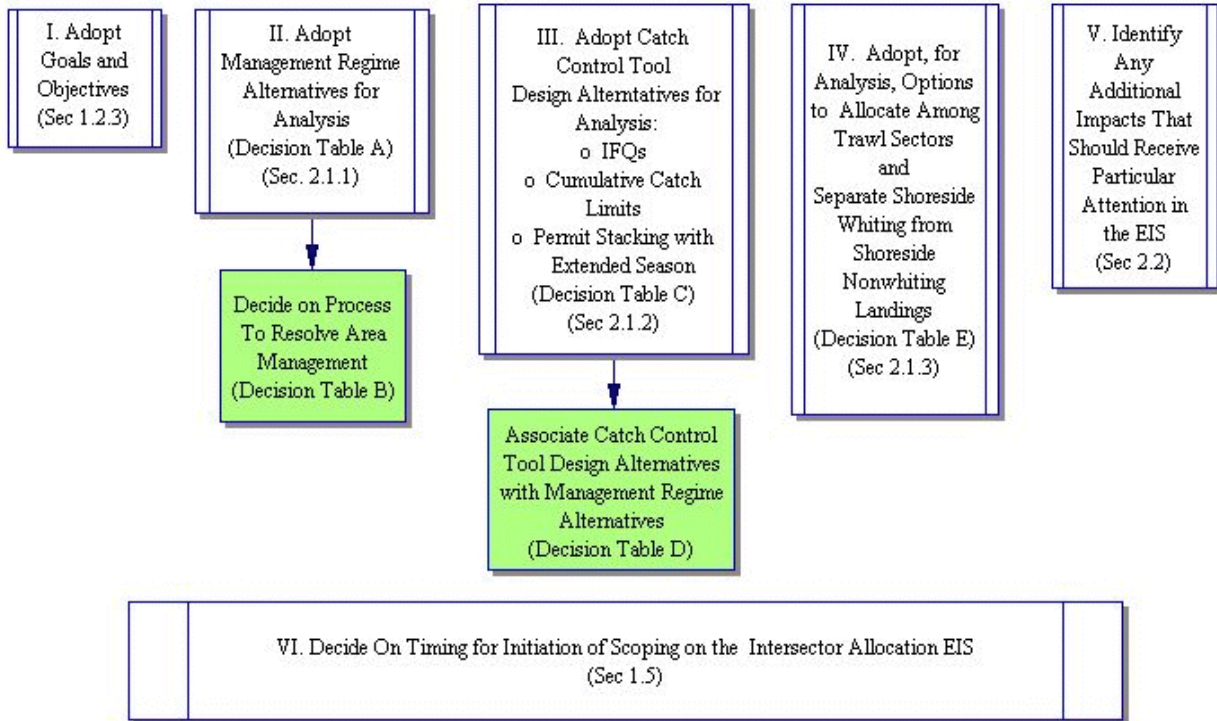 I. Adopt
Goals and
Objectives
(Sec 1.2.3)
II. Adopt
Management Regime
Alternatives for
Analysis
(Decision Table A)
(Sec. 2.1.1)
Decide on Process
To Resolve Area
Management
(Decision Table B)
III. Adopt Catch
Control Tool
Design Alterntatives for
Analysis:
o IFQs
o Cumulative Catch
Limits
o Permit Stacking with
Extended Season
(Decision Table C)
(Sec 2.1.2)
Associate Catch Control
Tool Design Alternatives
with Management Regime
Alternatives
(Decision Table D)
IV. Adopt, for
Analysis, Options
to Allocate Among
Trawl Sectors
and
Separate Shoreside
Whiting from
Shoreside
Nonwhiting
Landings
(Decision Table E)
(Sec 2.1.3)
V. Identify
Any
Additional
Impacts That
Should Receive
Particular
Attention in
the EIS
(Sec 2.2)
VI. Decide On Timing for Initiation of Scoping on the Intersector Allocation EIS
(Sec 1.5)